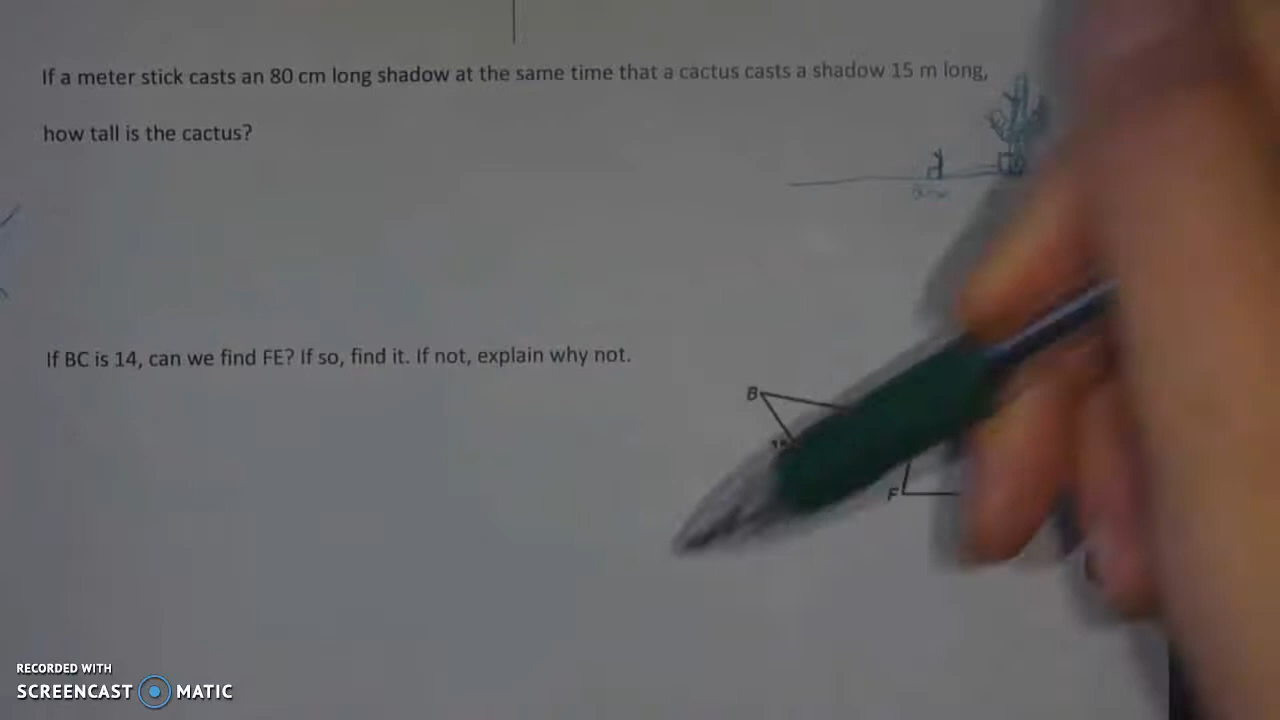 If a meter stick casts an 80 cm long shadow at the same time that a cactus casts a shadow 15 m long,
how tall is the cactus?
If BC is 14, can we find FE? If so, find it. If not, explain why not.
B
F
RECORDED WITH
SCREENCAST MATIC